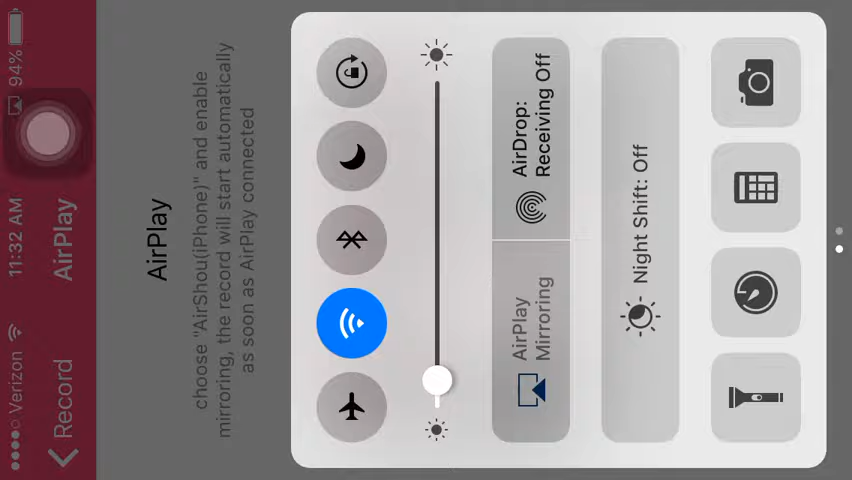 Verizon 11:32 AM 94%
Record AirPlay
AirPlay
choose "AirShou(iPhone)" and enable
mirroring, the record will start automatically
as soon as AirPlay connected
AirPlay
Mirroring
AirDrop:
Receiving Off
Night Shift: Off